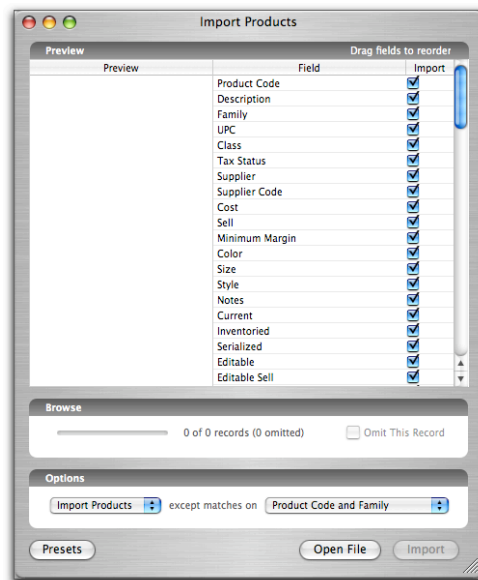 Import Products
Preview Drag fields to reorder
Preview Field Import
Product Code
Description
Family
UPC
Class
Tax Status
Supplier
Supplier Code
Cost
Sell
Minimum Margin
Color
Size
Style
Notes
Current
Inventoried
Serialized
Editable
Editable Sell
Browse
0 of 0 records (0 omitted) Omit This Record
Options
Import Products except matches on Product Code and Family
Presets Open File Import